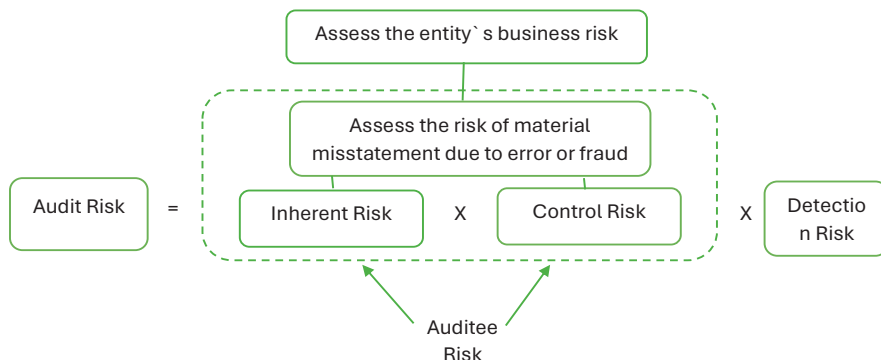 Assess the entity` s business risk
Assess the risk of material
misstatement due to error or fraud
Audit Risk
=
Inherent Risk
X
Control Risk
X
Detectio
n Risk
Auditee
Risk